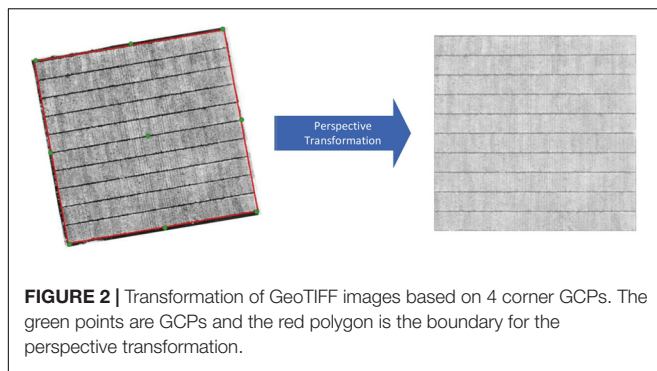 Perspective
Transformation
FIGURE 2 | Transformation of GeoTIFF images based on 4 corner GCPs. The
green points are GCPs and the red polygon is the boundary for the
perspective transformation.